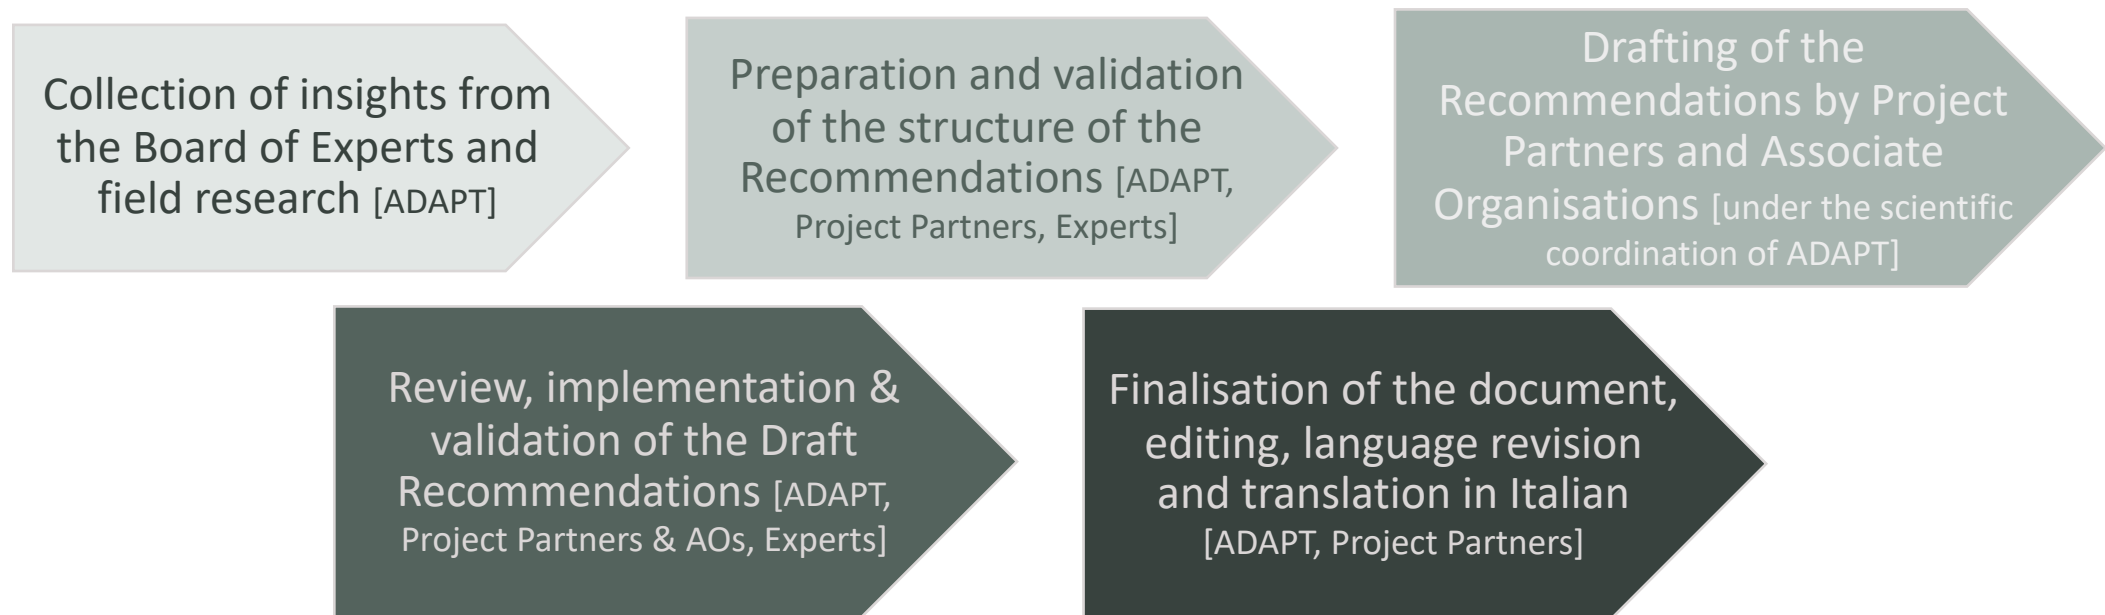 Collection of insights from
the Board of Experts and
field research [ADAPT]
Preparation and validation
of the structure of the
Recommendations [ADAPT,
Project Partners, Experts]
Drafting of the
Recommendations by Project
Partners and Associate
Organisations [under the scientific
coordination of ADAPT]
Review, implementation &
validation of the Draft
Recommendations [ADAPT,
Project Partners & AOs, Experts]
Finalisation of the document,
editing, language revision
and translation in Italian
[ADAPT, Project Partners]